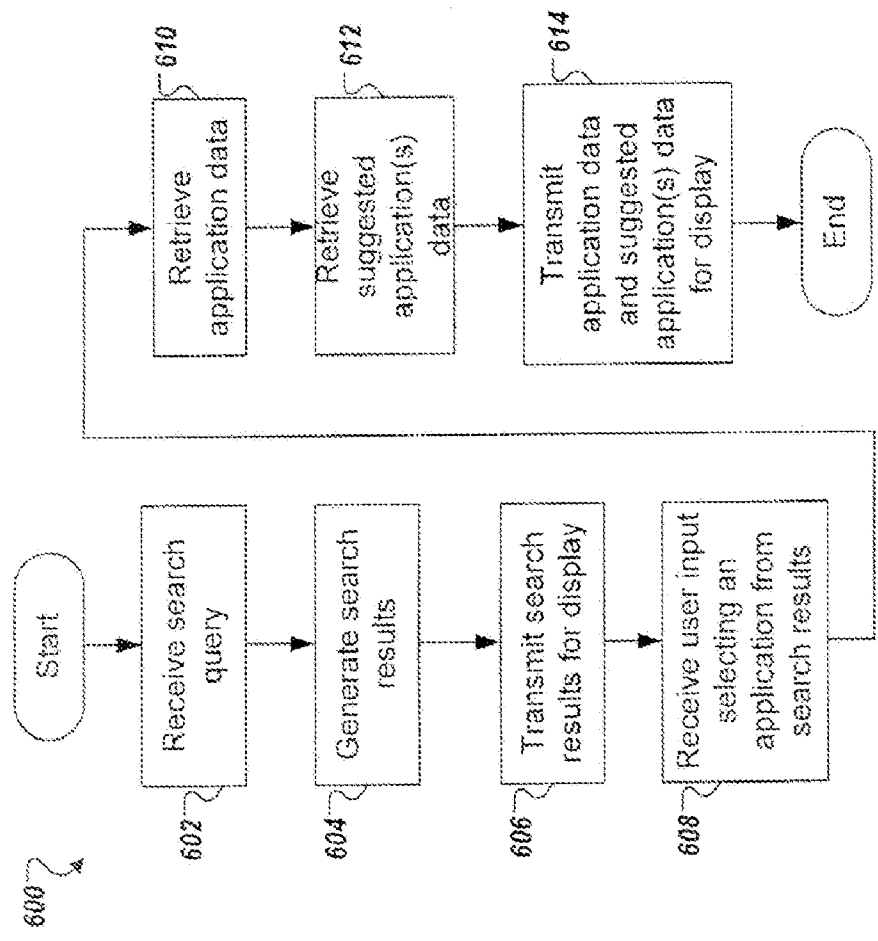 600
Start
602
Receive search
query
604
Generate search
results
606
Transmit search
results for display
608
Receive user input
selecting an
application from
search results
610
Retrieve
application data
612
Retrieve
suggested
application(s)
data
614
Transmit
application data
and suggested
application(s) data
for display
End